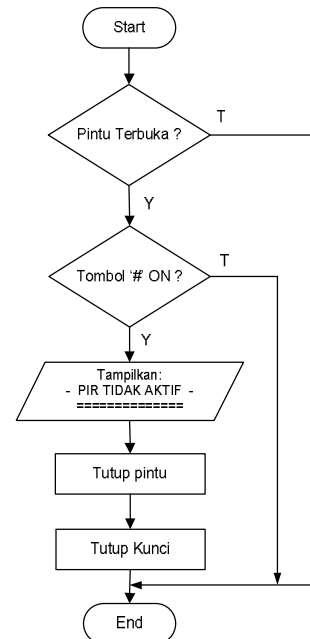 Start
Pintu Terbuka ?
T
Y
Tombol '#' ON ?
T
Y
Tampilkan:
- PIR TIDAK AKTIF -
==============
Tutup pintu
Tutup Kunci
End